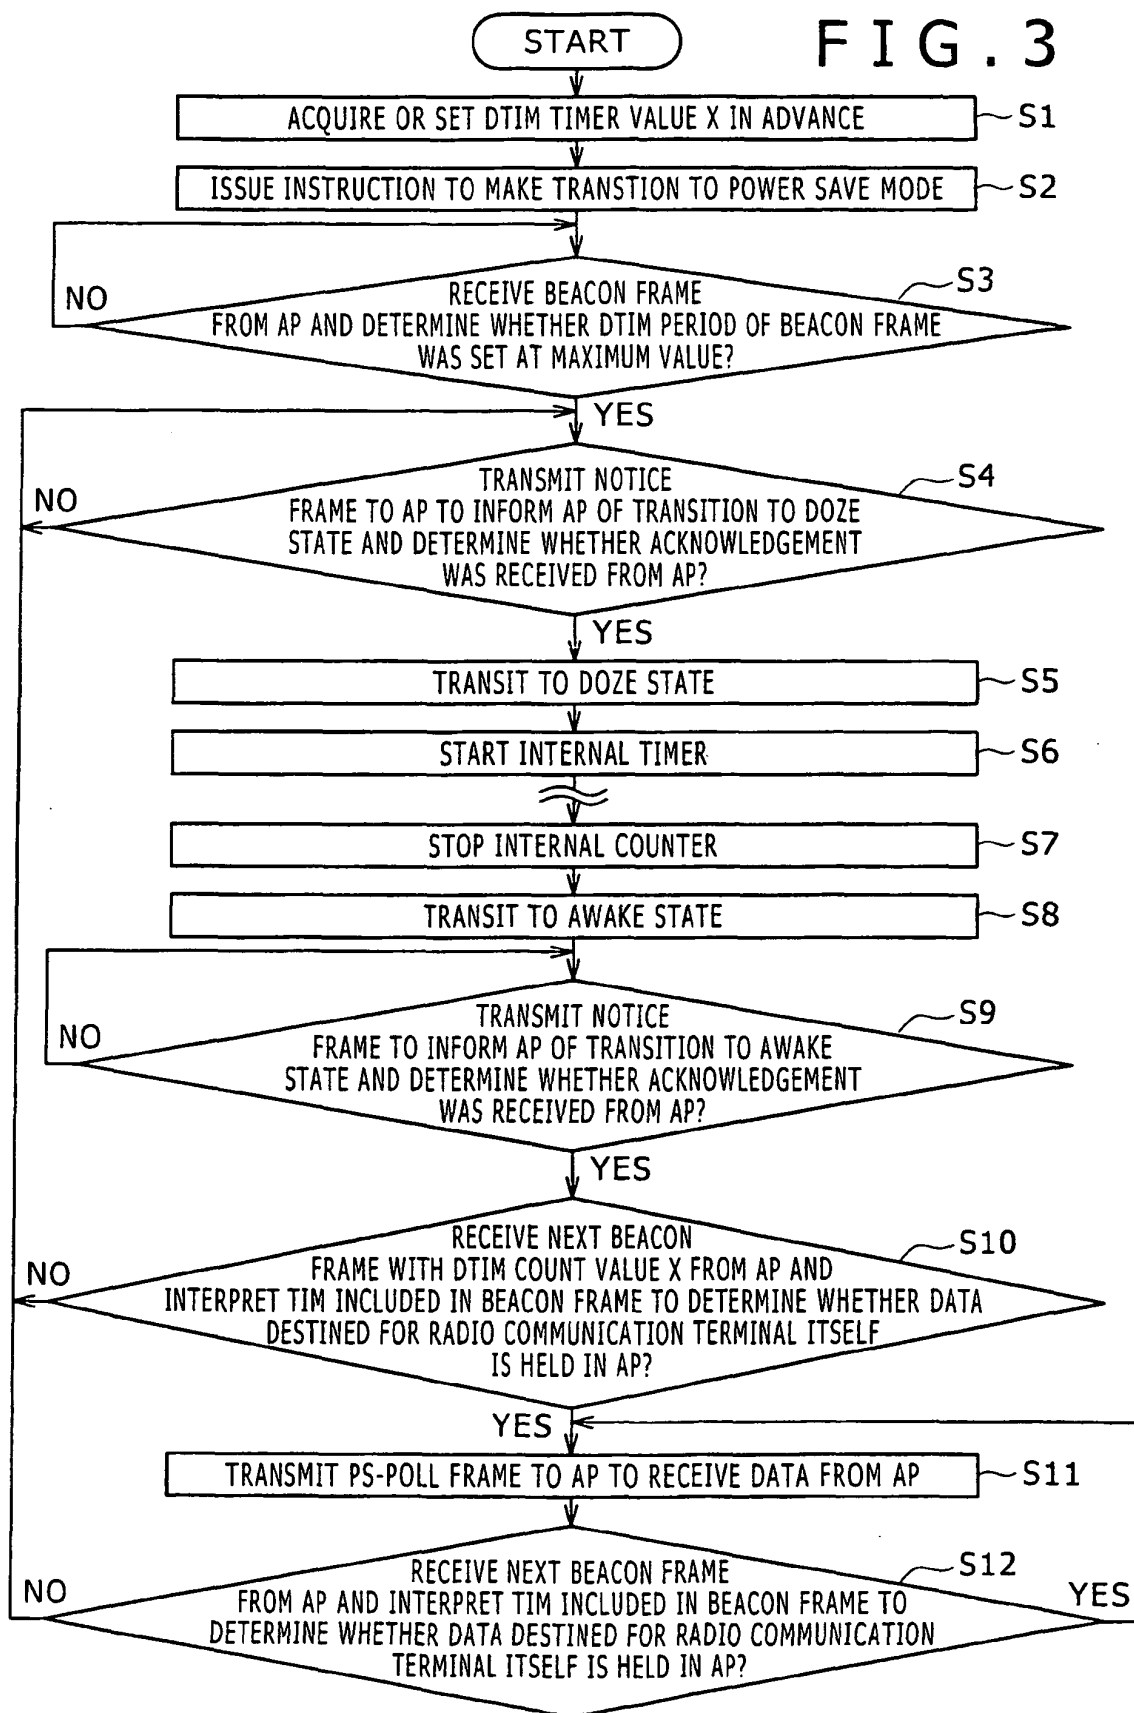 START
FIG.3
ACQUIRE OR SET DTIM TIMER VALUE X IN ADVANCE
S1
ISSUE INSTRUCTION TO MAKE TRANSTION TO POWER SAVE MODE
S2
S3
NO
RECEIVE BEACON FRAME
FROM AP AND DETERMINE WHETHER DTIM PERIOD OF BEACON FRAME
WAS SET AT MAXIMUM VALUE?
YES
S4
NO
TRANSMIT NOTICE
FRAME TO AP TO INFORM AP OF TRANSITION TO DOZE
STATE AND DETERMINE WHETHER ACKNOWLEDGEMENT
WAS RECEIVED FROM AP?
YES
TRANSIT TO DOZE STATE
S5
START INTERNAL TIMER
S6
STOP INTERNAL COUNTER
S7
TRANSIT TO AWAKE STATE
S8
S9
NO
TRANSMIT NOTICE
FRAME TO INFORM AP OF TRANSITION TO AWAKE
STATE AND DETERMINE WHETHER ACKNOWLEDGEMENT
WAS RECEIVED FROM AP?
YES
S10
NO
RECEIVE NEXT BEACON
FRAME WITH DTIM COUNT VALUE X FROM AP AND
INTERPRET TIM INCLUDED IN BEACON FRAME TO DETERMINE WHETHER DATA
DESTINED FOR RADIO COMMUNICATION TERMINAL ITSELF
IS HELD IN AP?
YES
TRANSMIT PS-POLL FRAME TO AP TO RECEIVE DATA FROM AP
S11
S12
NO
RECEIVE NEXT BEACON FRAME
FROM AP AND INTERPRET TIM INCLUDED IN BEACON FRAME TO
DETERMINE WHETHER DATA DESTINED FOR RADIO COMMUNICATION
TERMINAL ITSELF IS HELD IN AP?
YES